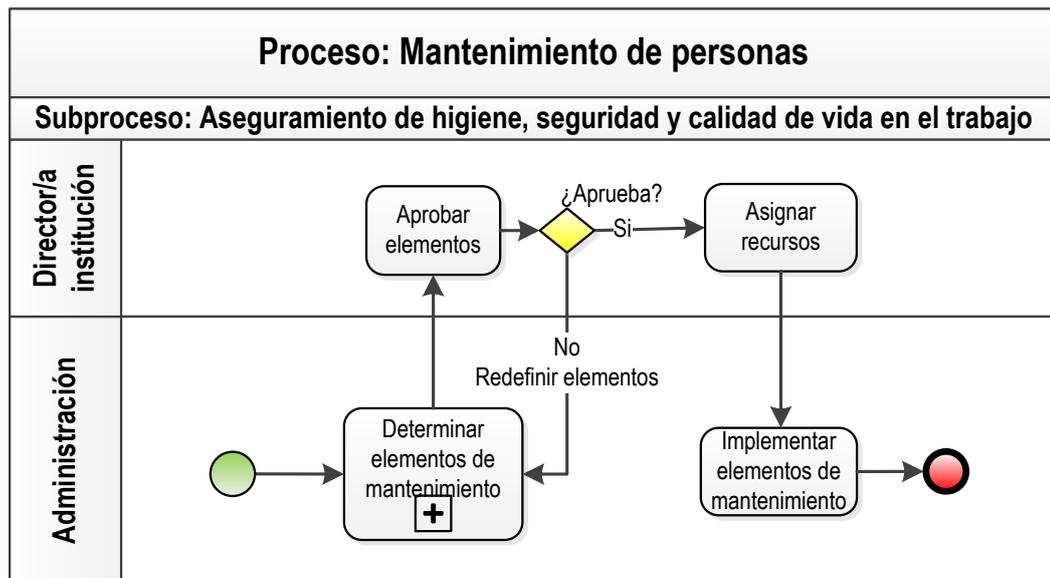 Proceso: Mantenimiento de personas
Subproceso: Aseguramiento de higiene, seguridad y calidad de vida en el trabajo
Director/a
institución
Aprobar
elementos
¿Aprueba?
Si
Asignar
recursos
No
Redefinir elementos
Administración
Determinar
elementos de
mantenimiento
Implementar
elementos de
mantenimiento